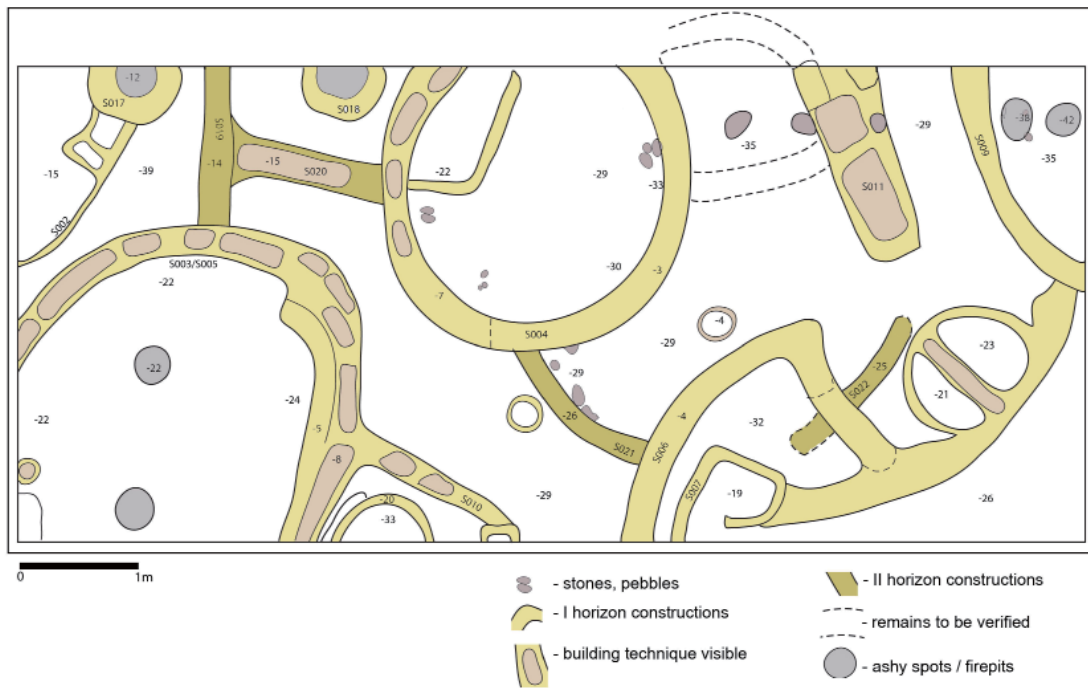 -12
S017
-15
-39
S002
S019
-14
-15
S020
S018
-22
-29
-33
-35
S011
-29
S009
-38
-42
-35
S003/S005
-22
-22
-22
-24
-5
-8
-20
-33
S010
-7
-30
-3
S004
-29
-29
-26
S021
-29
-4
-4
S006
-32
-25
S022
-23
-21
S007
-19
-26
0 1m
- stones, pebbles
- I horizon constructions
- building technique visible
- II horizon constructions
- remains to be verified
- ashy spots / firepits